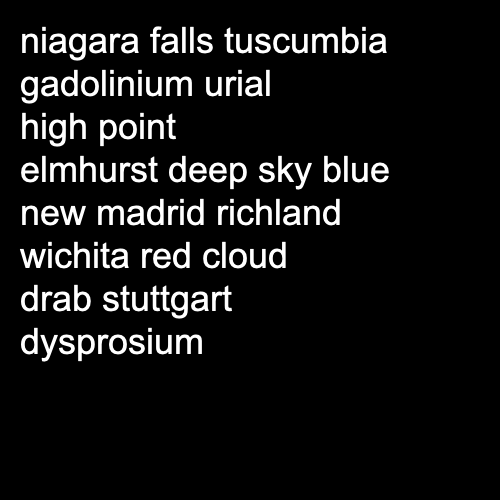 niagara falls tuscumbia
gadolinium urial
high point
elmhurst deep sky blue
new madrid richland
wichita red cloud
drab stuttgart
dysprosium